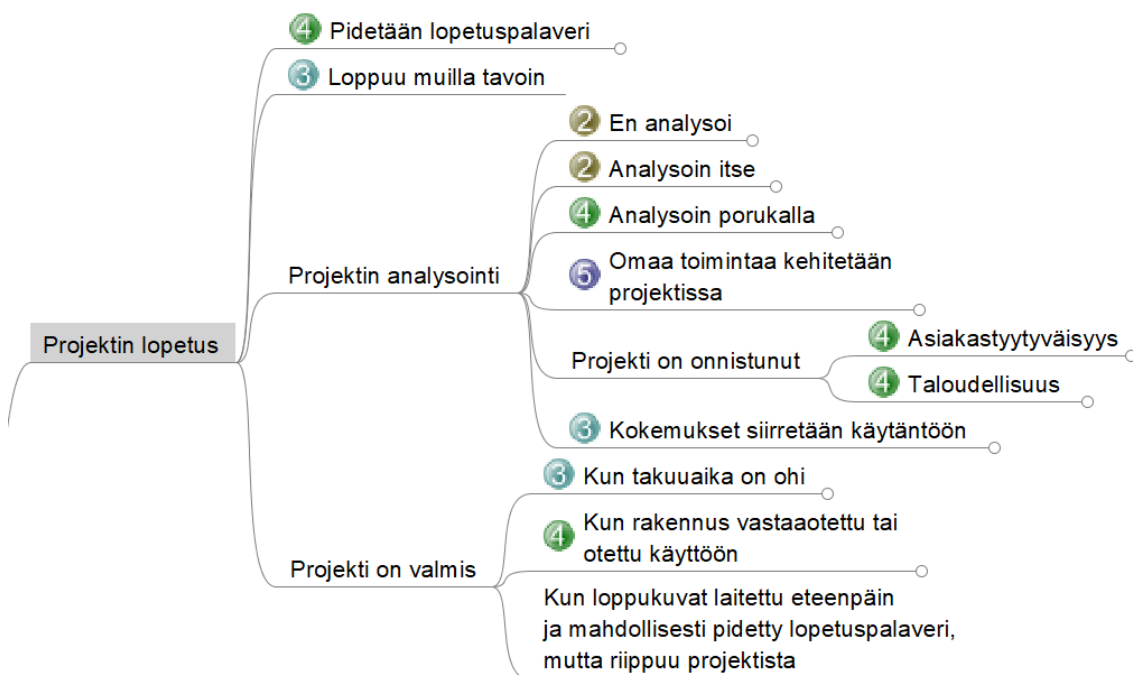 4 Pidetään lopetuspalaveri
3 Loppuu muilla tavoin
2 En analysoi
2 Analysoin itse
4 Analysoin porukalla
Projektin analysointi
5 Omaa toimintaa kehitetään
projektissa
Projektin lopetus
Projekti on onnistunut
4 Asiakastyytyväisyys
4 Taloudellisuus
3 Kokemukset siirretään käytäntöön
3 Kun takuuaika on ohi
Projekti on valmis
4 Kun rakennus vastaaotettu tai
otettu käyttöön
Kun loppukuvat laitettu eteenpäin
ja mahdollisesti pidetty lopetuspalaveri,
mutta riippuu projektista